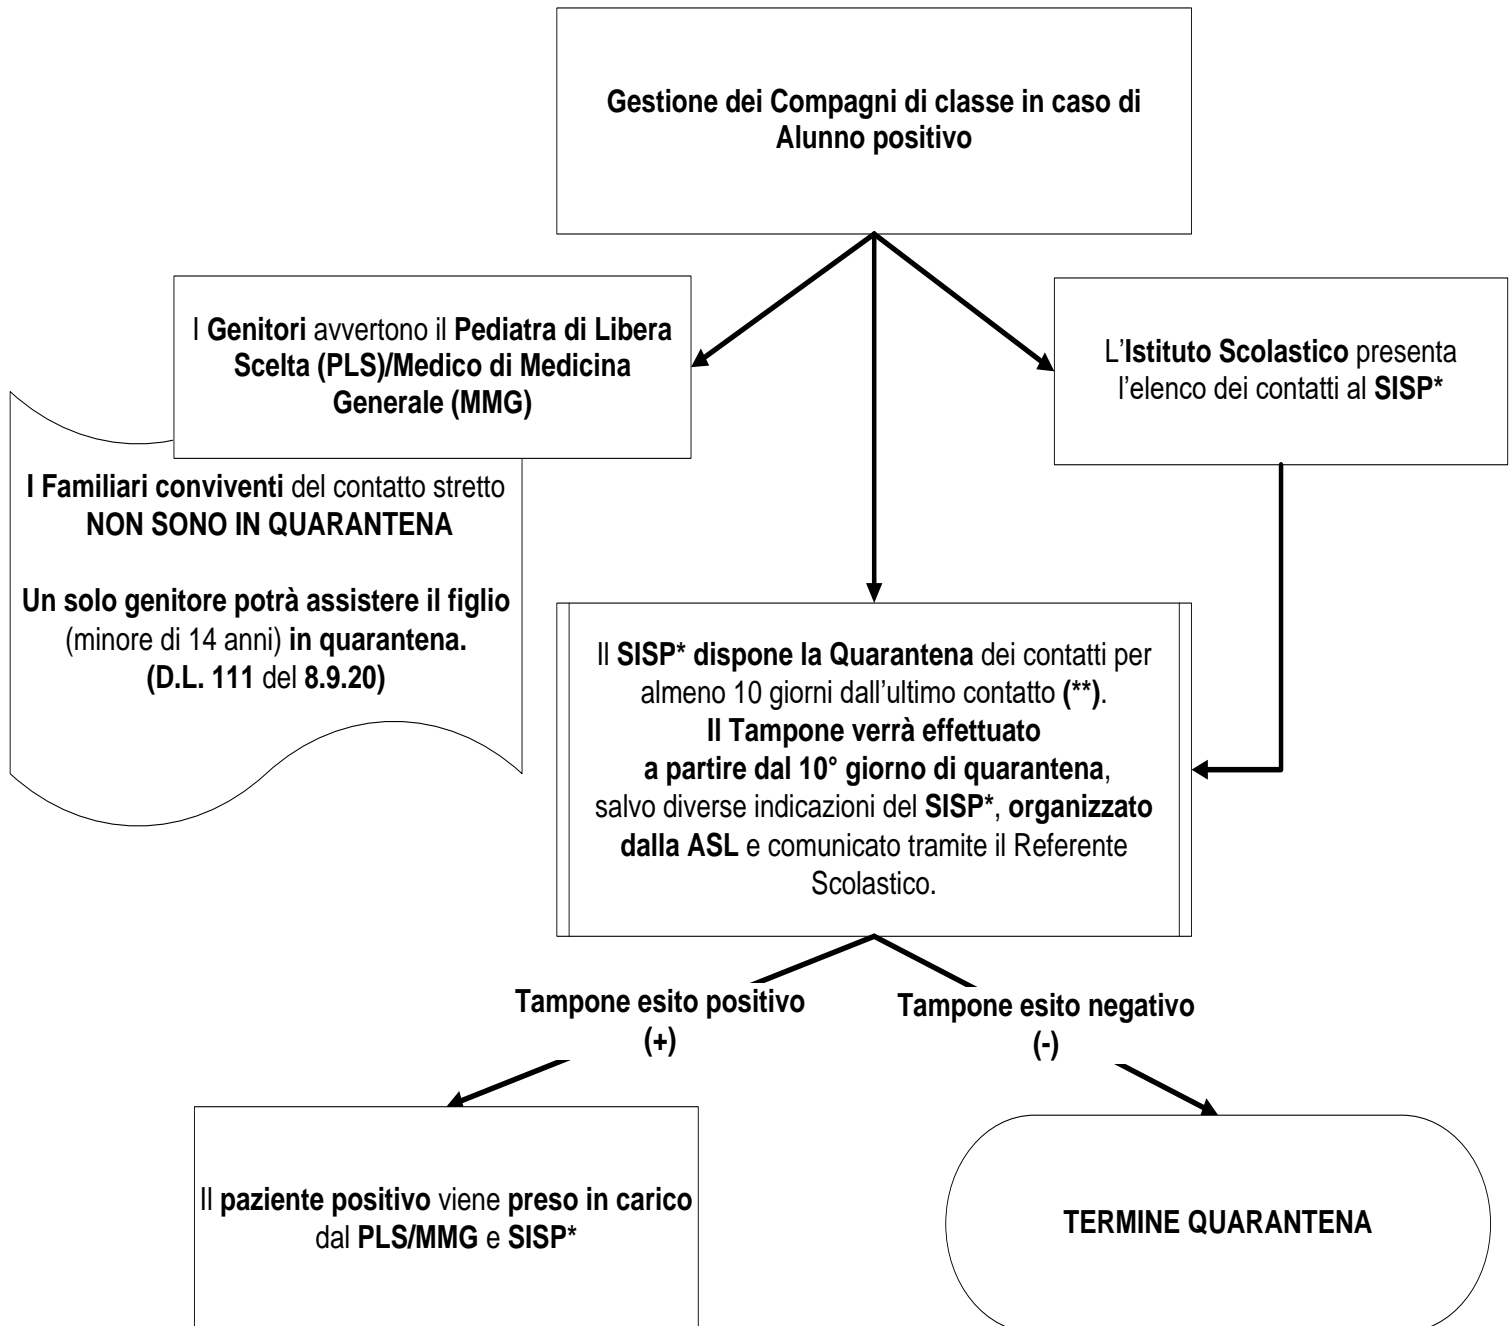 Gestione dei Compagni di classe in caso di
Alunno positivo
I Genitori avvertono il Pediatra di Libera
Scelta (PLS)/Medico di Medicina
Generale (MMG)
L'Istituto Scolastico presenta
l'elenco dei contatti al SISP*
I Familiari conviventi del contatto stretto
NON SONO IN QUARANTENA
Un solo genitore potrà assistere il figlio
(minore di 14 anni) in quarantena.
(D.L. 111 del 8.9.20)
Il SISP* dispone la Quarantena dei contatti per
almeno 10 giorni dall'ultimo contatto (**).
Il Tampone verrà effettuato
a partire dal 10° giorno di quarantena,
salvo diverse indicazioni del SISP*, organizzato
dalla ASL e comunicato tramite il Referente
Scolastico.
Tampone esito positivo
(+)
Tampone esito negativo
(-)
Il paziente positivo viene preso in carico
dal PLS/MMG e SISP*
TERMINE QUARANTENA